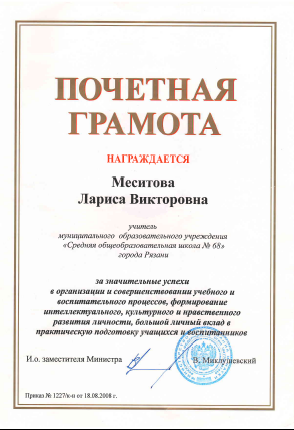 ПОЧЕТНАЯ
ГРАМОТА
НАГРАЖДАЕТСЯ
Меситова
Лариса Викторовна
учитель
муниципального образовательного учреждения
«Средняя общеобразовательная школа № 68»
города Рязани
за значительные успехи
в организации и совершенствовании учебного и
воспитательного процессов, формирование
интеллектуального, культурного и нравственного
развития личности, большой личный вклад в
практическую подготовку учащихся и воспитанников
И.о. заместителя Министра В. Миклушевский
Приказ № 1227/к-н от 18.08.2008 г.